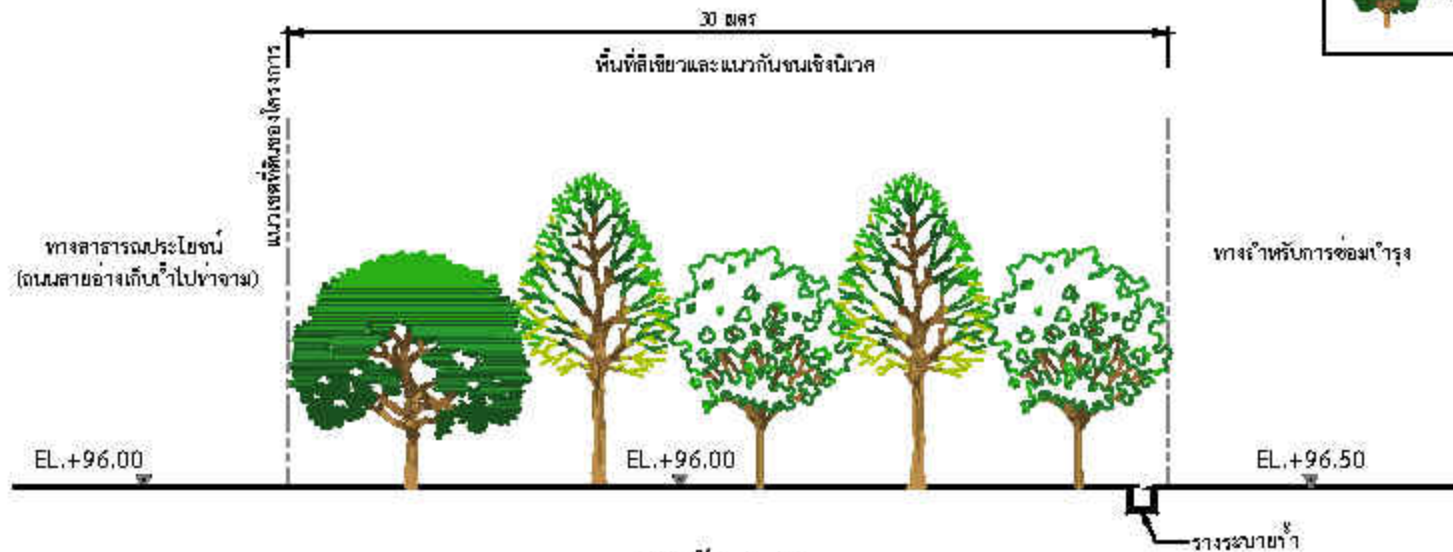 30 เมตร
พื้นที่สีเขียวและแนวกันชนเชิงนิเวศ
แนวเขตที่ดินของโครงการ
ทางสาธารณประโยชน์
(ถนนสายอ่างเก็บน้ำไปท่าจาม)
ทางสำหรับการซ่อมบำรุง
EL.+96.00
EL.+96.00
EL.+96.50
รางระบายน้ำ